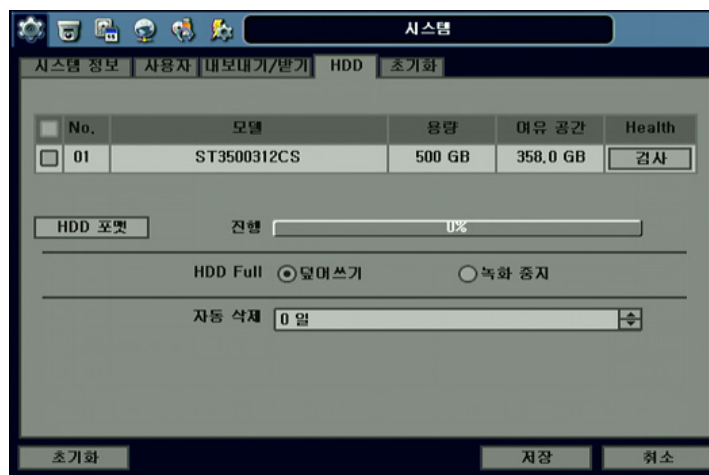 시스템
시스템 정보 사용자 내보내기/받기 HDD 초기화
No. 모델 용량 여유 공간 Health
01 ST3500312CS 500 GB 358.0 GB 검사
HDD 포맷 진행 0%
HDD Full 덮어쓰기 녹화 중지
자동 삭제 0 일
초기화 저장 취소